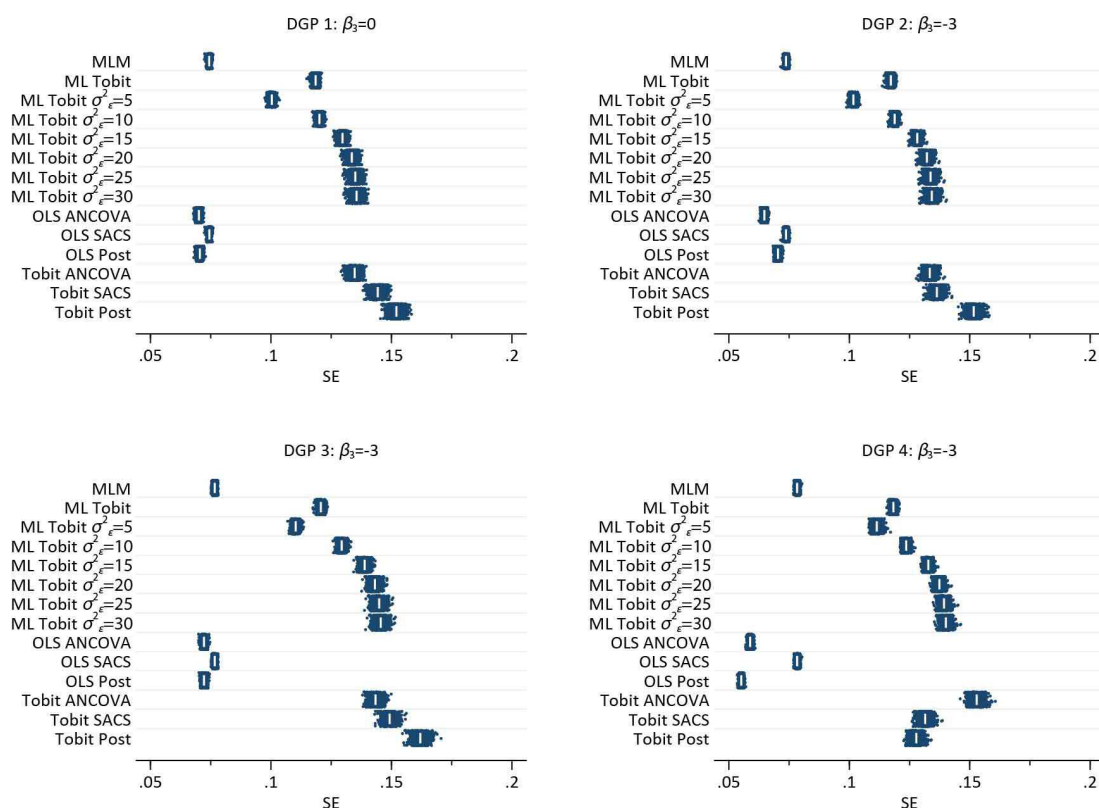 DGP 1: β₃=0
MLM
ML Tobit
ML Tobit σ²ε=5
ML Tobit σ²ε=10
ML Tobit σ²ε=15
ML Tobit σ²ε=20
ML Tobit σ²ε=25
ML Tobit σ²ε=30
OLS ANCOVA
OLS SACS
OLS Post
Tobit ANCOVA
Tobit SACS
Tobit Post
.05 .1 .15 .2
SE
DGP 2: β₃=-3
MLM
ML Tobit
ML Tobit σ²ε=5
ML Tobit σ²ε=10
ML Tobit σ²ε=15
ML Tobit σ²ε=20
ML Tobit σ²ε=25
ML Tobit σ²ε=30
OLS ANCOVA
OLS SACS
OLS Post
Tobit ANCOVA
Tobit SACS
Tobit Post
.05 .1 .15 .2
SE
DGP 3: β₃=-3
MLM
ML Tobit
ML Tobit σ²ε=5
ML Tobit σ²ε=10
ML Tobit σ²ε=15
ML Tobit σ²ε=20
ML Tobit σ²ε=25
ML Tobit σ²ε=30
OLS ANCOVA
OLS SACS
OLS Post
Tobit ANCOVA
Tobit SACS
Tobit Post
.05 .1 .15 .2
SE
DGP 4: β₃=-3
MLM
ML Tobit
ML Tobit σ²ε=5
ML Tobit σ²ε=10
ML Tobit σ²ε=15
ML Tobit σ²ε=20
ML Tobit σ²ε=25
ML Tobit σ²ε=30
OLS ANCOVA
OLS SACS
OLS Post
Tobit ANCOVA
Tobit SACS
Tobit Post
.05 .1 .15 .2
SE